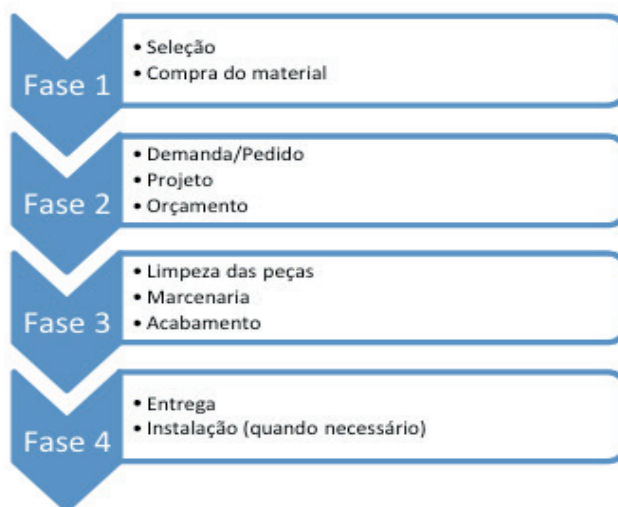 Fase 1
• Seleção
• Compra do material
Fase 2
• Demanda/Pedido
• Projeto
• Orçamento
Fase 3
• Limpeza das peças
• Marcenaria
• Acabamento
Fase 4
• Entrega
• Instalação (quando necessário)